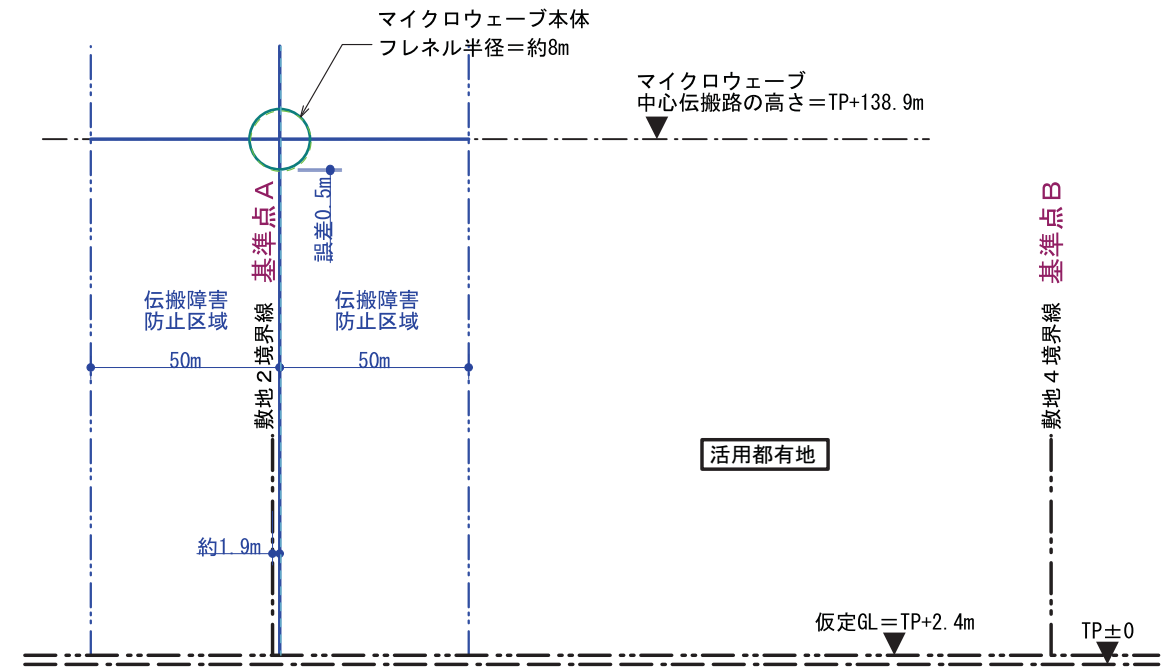 マイクロウェーブ本体
フレネル半径＝約8m
マイクロウェーブ
中心伝搬路の高さ＝TP+138.9m
誤差0.5m
基準点A
基準点B
伝搬障害
防止区域
伝搬障害
防止区域
50m
50m
敷地2境界線
敷地4境界線
活用都有地
約1.9m
仮定GL＝TP+2.4m
TP±0